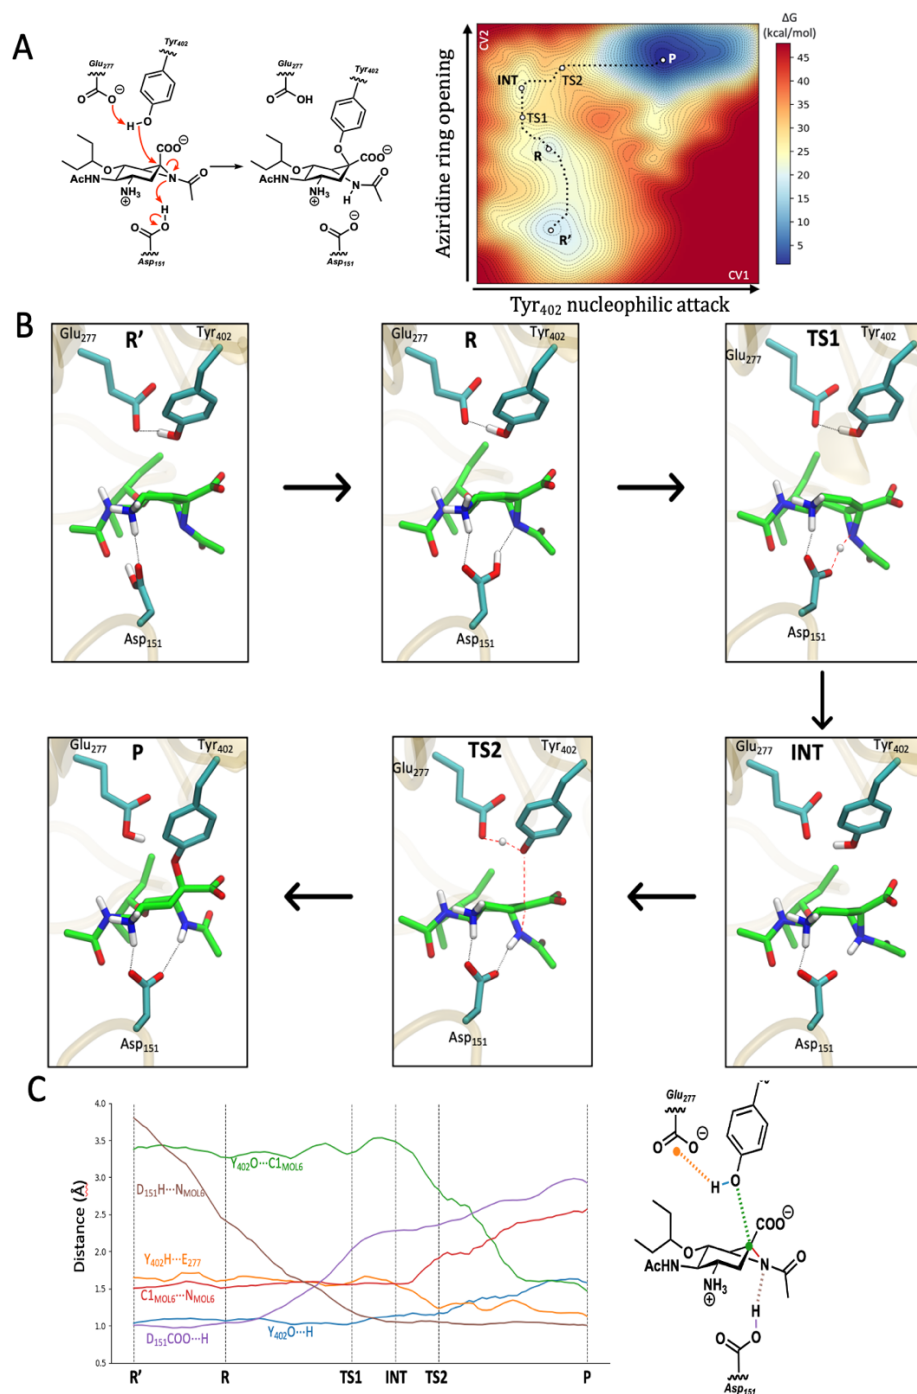 A
Glu277
Tyr402
O
O
⊖
H
O
COO
⊖
O
AcHN
NH3
⊕
N
O
H
O
O
Asp151
Glu277
Tyr402
O
OH
O
COO
⊖
O
AcHN
NH3
⊕
N
H
O
O
O
⊖
Asp151
CV2
Aziridine ring opening
INT
TS2
P
TS1
R
R'
CV1
Tyr402 nucleophilic attack
ΔG
(kcal/mol)
45
40
35
30
25
20
15
10
5
B
Glu277
R'
Tyr402
Asp151
Glu277
R
Tyr402
Asp151
Glu277
TS1
Tyr402
Asp151
Glu277
P
Tyr402
Asp151
Glu277
TS2
Tyr402
Asp151
Glu277
INT
Tyr402
Asp151
C
Distance (Å)
4.0
3.5
3.0
2.5
2.0
1.5
1.0
0.5
Y402O···C1MOL6
D151H···NMOL6
Y402H···E277
C1MOL6···NMOL6
D151COO···H
Y402O···H
R'
R
TS1
INT
TS2
P
Glu277
O
O
⊖
H
O
COO
⊖
O
AcHN
NH3
⊕
N
O
H
O
O
Asp151